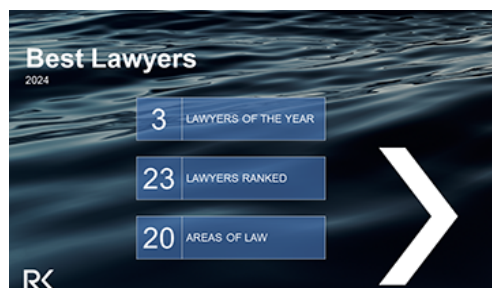 Best Lawyers
2024
3 LAWYERS OF THE YEAR
23 LAWYERS RANKED
20 AREAS OF LAW
RK